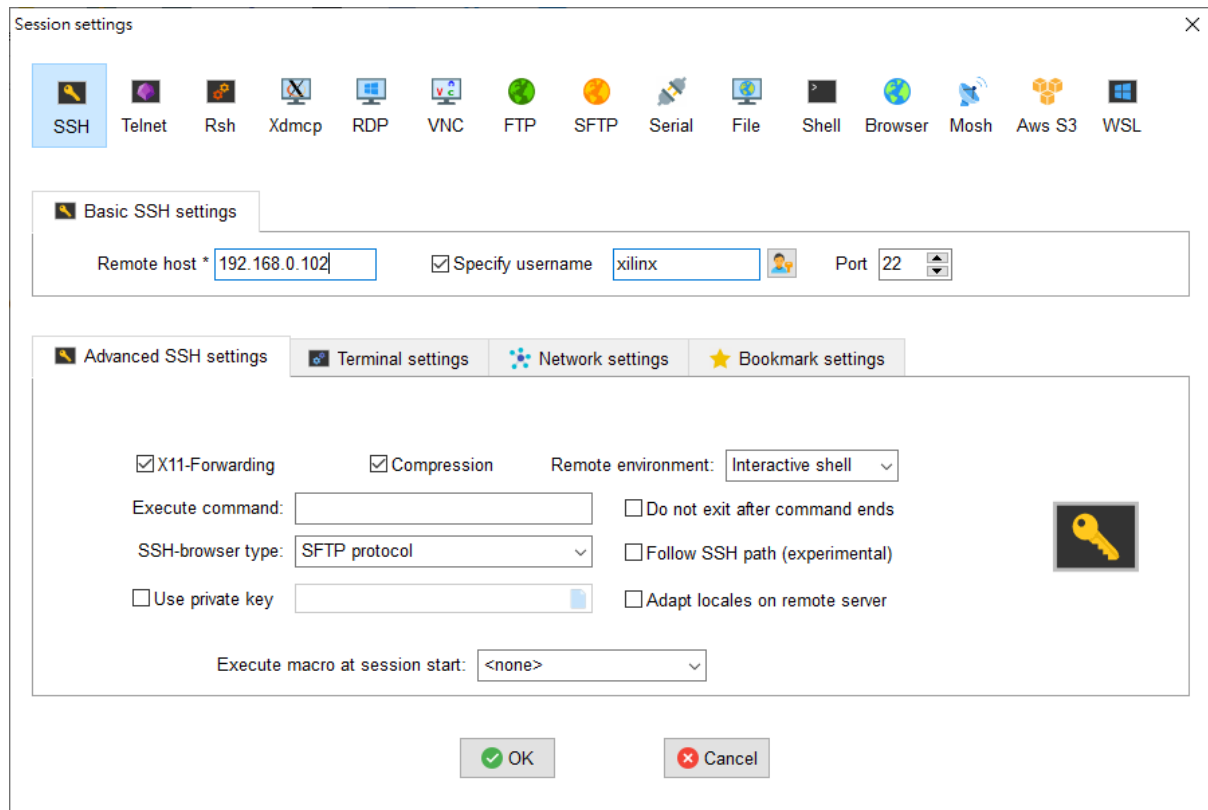 Session settings
SSH Telnet Rsh Xdmcp RDP VNC FTP SFTP Serial File Shell Browser Mosh Aws S3 WSL
Basic SSH settings
Remote host * 192.168.0.102 Specify username xilinx Port 22
Advanced SSH settings Terminal settings Network settings Bookmark settings
X11-Forwarding Compression Remote environment: Interactive shell
Execute command: Do not exit after command ends
SSH-browser type: SFTP protocol Follow SSH path (experimental)
Use private key Adapt locales on remote server
Execute macro at session start: <none>
OK Cancel